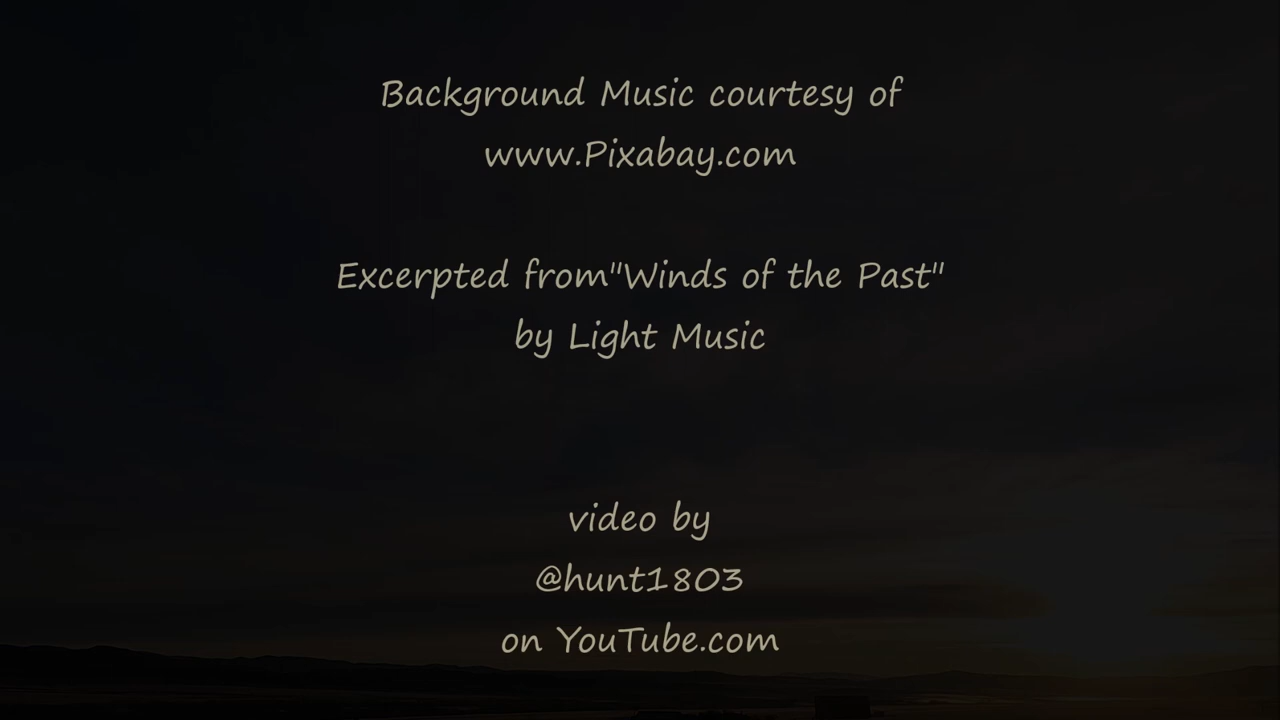 Background Music courtesy of
www.Pixabay.com
Excerpted from"Winds of the Past"
by Light Music
video by
@hunt1803
on YouTube.com